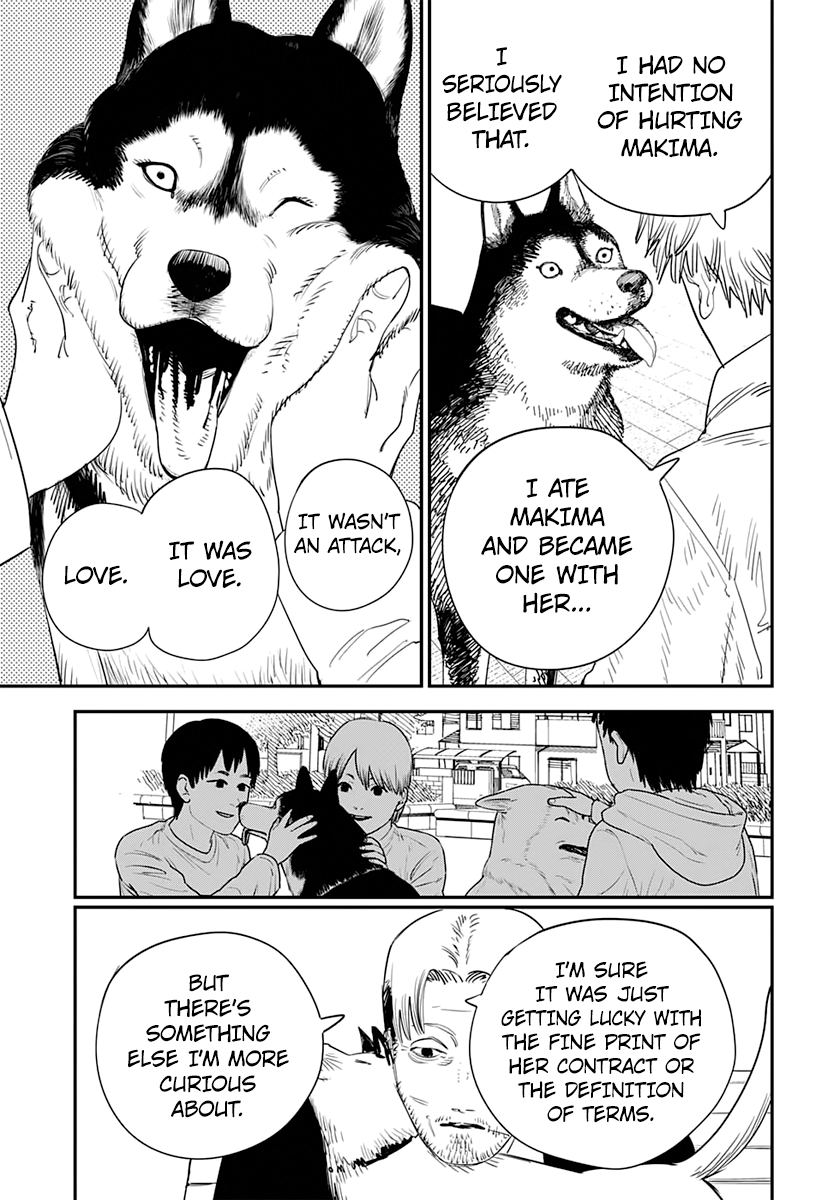 I HAD NO
INTENTION
OF HURTING
MAKIMA.
I
SERIOUSLY
BELIEVED
THAT.
I ATE
MAKIMA
AND BECAME
ONE WITH
HER...
IT WASN'T
AN ATTACK,
IT WAS
LOVE.
LOVE.
I'M SURE
IT WAS JUST
GETTING LUCKY WITH
THE FINE PRINT OF
HER CONTRACT OR
THE DEFINITION
OF TERMS.
BUT
THERE'S
SOMETHING
ELSE I'M MORE
CURIOUS
ABOUT.